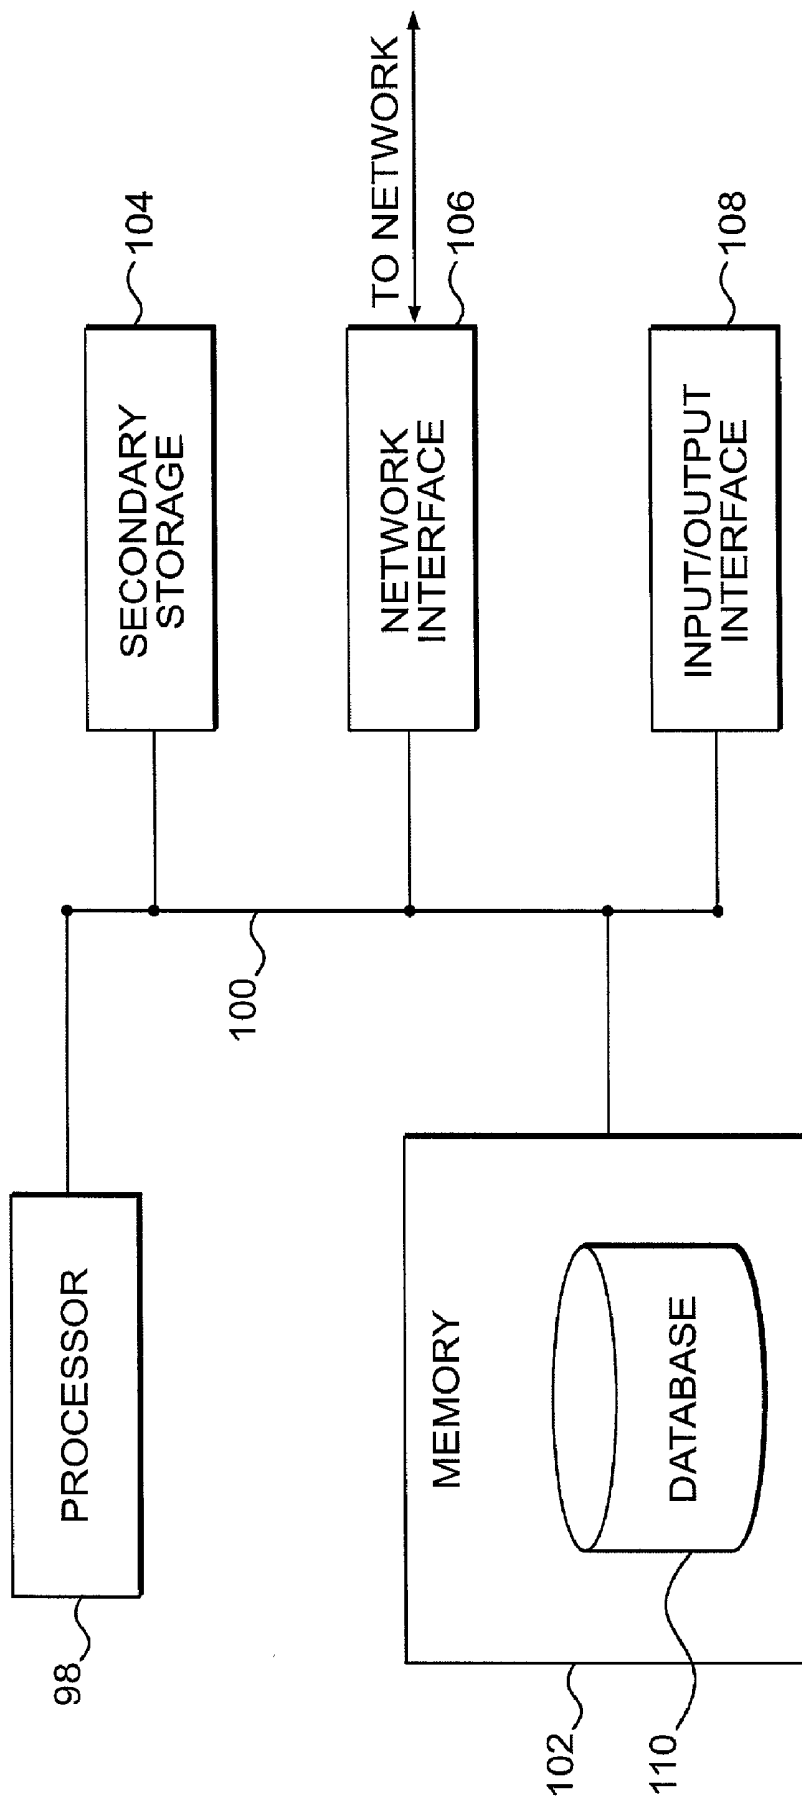 98
PROCESSOR
100
SECONDARY
STORAGE
104
TO NETWORK
NETWORK
INTERFACE
106
102
MEMORY
110
DATABASE
INPUT/OUTPUT
INTERFACE
108